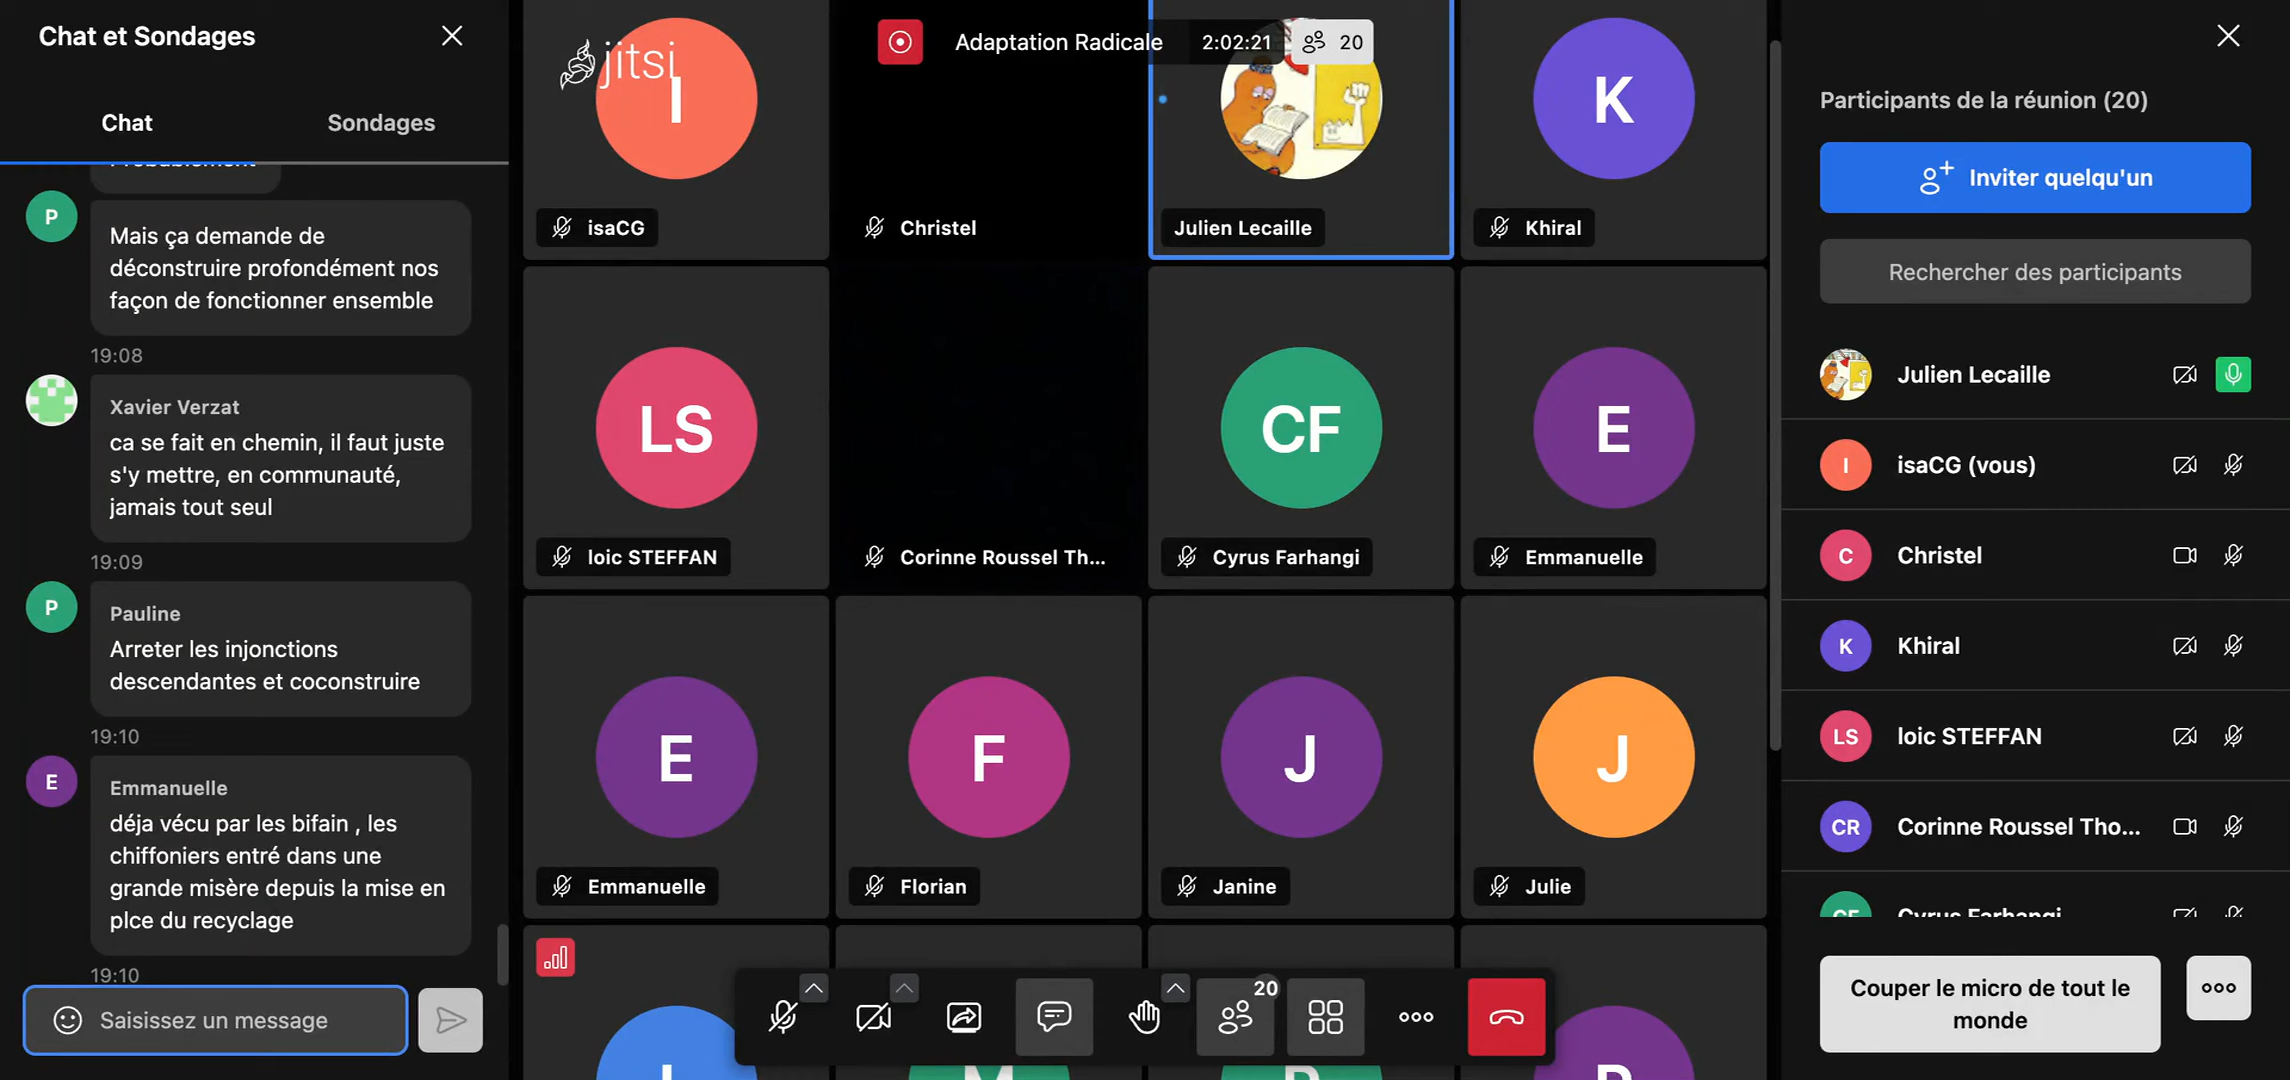 Chat et Sondages
Chat
Sondages
Probablement
P
Mais ça demande de
déconstruire profondément nos
façon de fonctionner ensemble
19:08
Xavier Verzat
ca se fait en chemin, il faut juste
s'y mettre, en communauté,
jamais tout seul
19:09
P
Pauline
Arreter les injonctions
descendantes et coconstruire
19:10
E
Emmanuelle
déja vécu par les bifain , les
chiffoniers entré dans une
grande misère depuis la mise en
plce du recyclage
19:10
Saisissez un message
jitsi
Adaptation Radicale
2:02:21
20
I
isaCG
Christel
Julien Lecaille
K
Khiral
LS
loic STEFFAN
Corinne Roussel Th...
CF
Cyrus Farhangi
E
Emmanuelle
E
Emmanuelle
F
Florian
J
Janine
J
Julie
20
Participants de la réunion (20)
Inviter quelqu'un
Rechercher des participants
Julien Lecaille
I
isaCG (vous)
C
Christel
K
Khiral
LS
loic STEFFAN
CR
Corinne Roussel Tho...
CF
Cyrus Farhangi
Couper le micro de tout le
monde